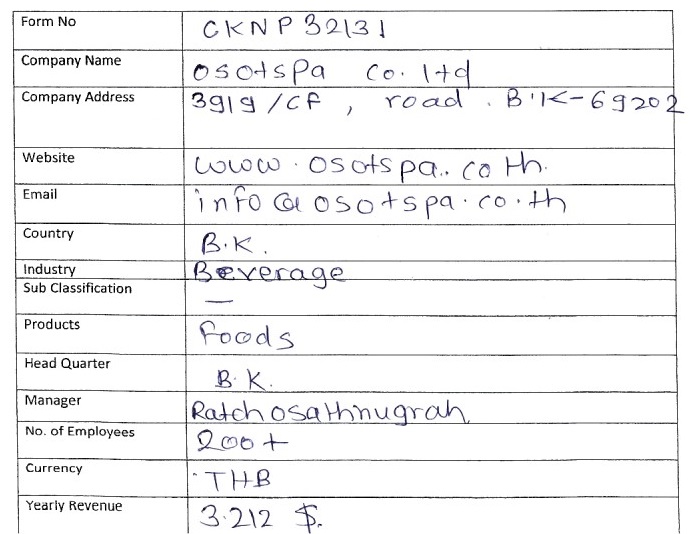 Form No CKNP32131
Company Name osotspa co. ltd
Company Address 3919/CF, road. B'K-69202
Website www.osotspa..co th.
Email info@osotspa.co.th
Country B.K.
Industry Beverage
Sub Classification —
Products Foods
Head Quarter B.K.
Manager Ratchosathnugrah
No. of Employees 200+
Currency THB
Yearly Revenue 3.212 $.